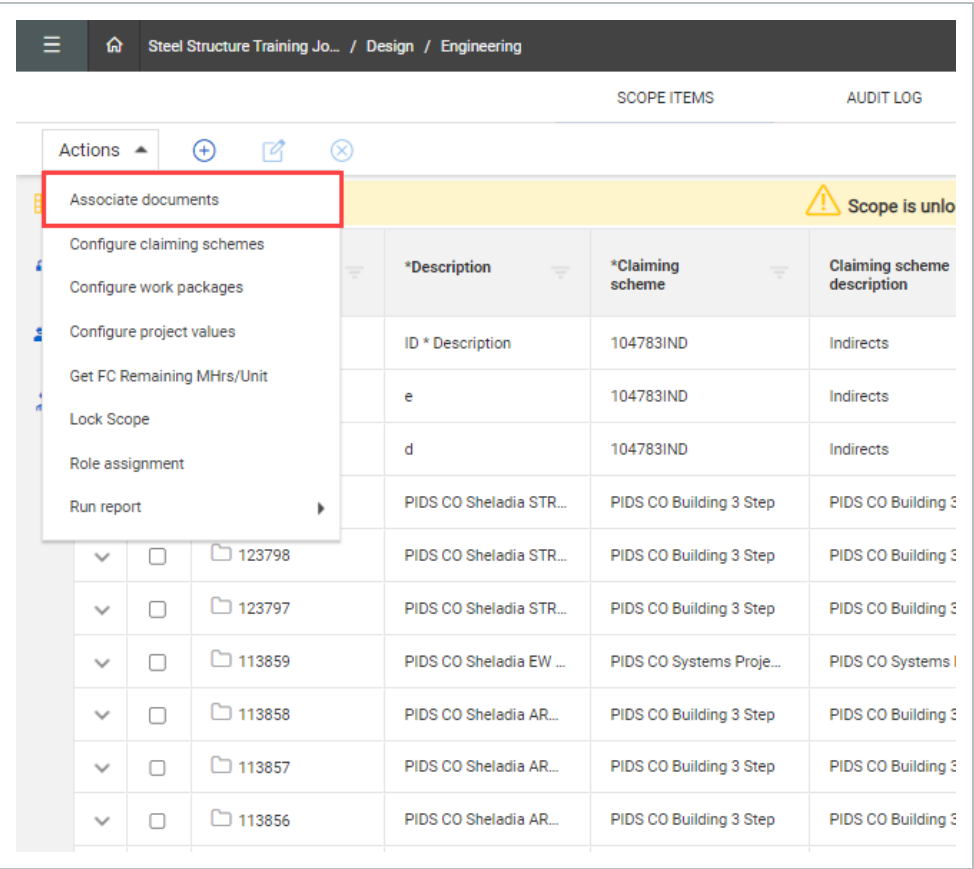 Steel Structure Training Jo... / Design / Engineering
SCOPE ITEMS AUDIT LOG
Actions
Associate documents
Scope is unlo
Configure claiming schemes
Configure work packages
Configure project values
Get FC Remaining MHrs/Unit
Lock Scope
Role assignment
Run report
*Description *Claiming scheme Claiming scheme description
ID * Description 104783IND Indirects
e 104783IND Indirects
d 104783IND Indirects
PIDS CO Sheladia STR... PIDS CO Building 3 Step PIDS CO Building 3
123798 PIDS CO Sheladia STR... PIDS CO Building 3 Step PIDS CO Building 3
123797 PIDS CO Sheladia STR... PIDS CO Building 3 Step PIDS CO Building 3
113859 PIDS CO Sheladia EW ... PIDS CO Systems Proje... PIDS CO Systems
113858 PIDS CO Sheladia AR... PIDS CO Building 3 Step PIDS CO Building 3
113857 PIDS CO Sheladia AR... PIDS CO Building 3 Step PIDS CO Building 3
113856 PIDS CO Sheladia AR... PIDS CO Building 3 Step PIDS CO Building 3